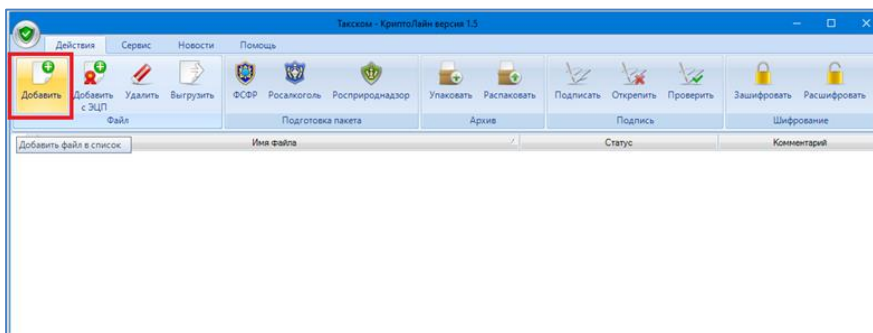 Такском - КриптоЛайн версия 1.5
Действия Сервис Новости Помощь
Добавить Добавить с ЭЦП Удалить Выгрузить ФСФР Росалкоголь Росприроднадзор Упаковать Распаковать Подписать Открепить Проверить Зашифровать Расшифровать
Файл Подготовка пакета Архив Подпись Шифрование
Добавить файл в список Имя файла Статус Комментарий